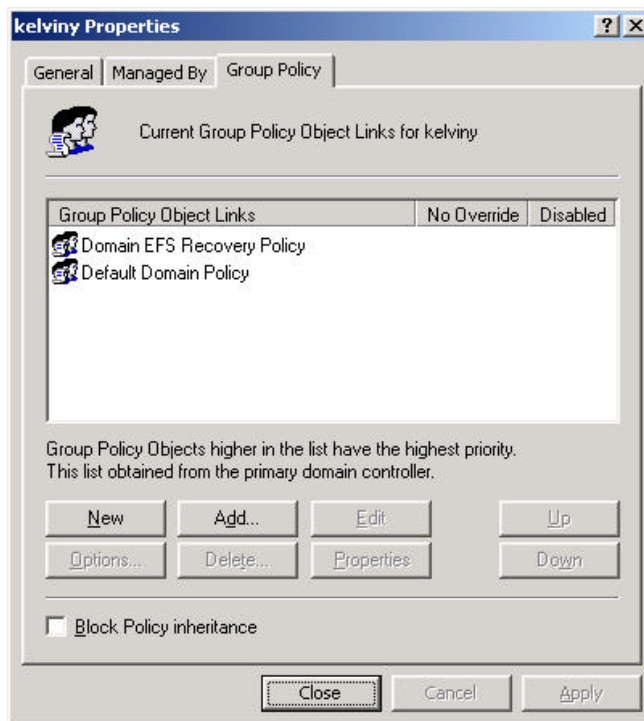 kelviny Properties
General Managed By Group Policy
Current Group Policy Object Links for kelviny
Group Policy Object Links No Override Disabled
Domain EFS Recovery Policy
Default Domain Policy
Group Policy Objects higher in the list have the highest priority.
This list obtained from the primary domain controller.
New Add... Edit Up
Options... Delete... Properties Down
Block Policy inheritance
Close Cancel Apply